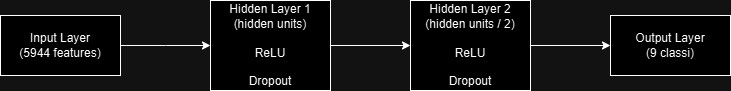 Input Layer
(5944 features)
Hidden Layer 1
(hidden units)
ReLU
Dropout
Hidden Layer 2
(hidden units / 2)
ReLU
Dropout
Output Layer
(9 classi)